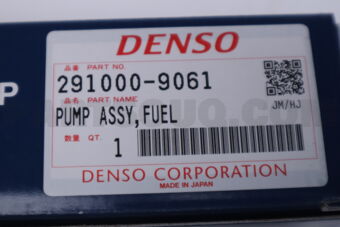 DENSO
品番 PART NO.
291000-9061
品名 PART NAME
PUMP ASSY,FUEL
JM/HJ
数量 QT.
1
DENSO CORPORATION
MADE IN JAPAN
P